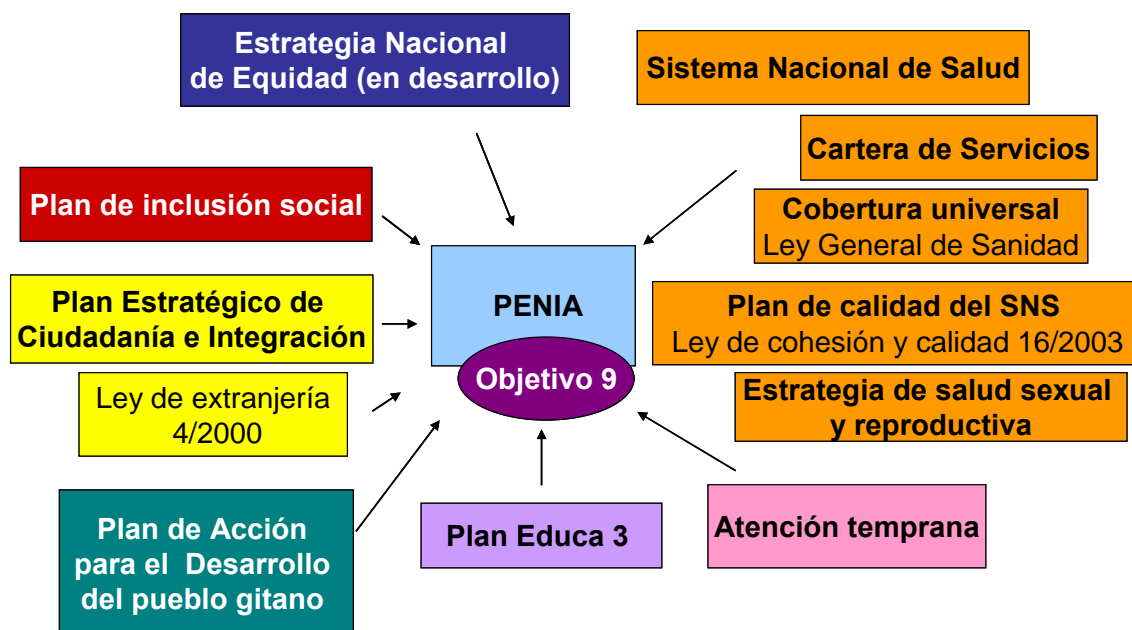 Estrategia Nacional
de Equidad (en desarrollo)
Sistema Nacional de Salud
Cartera de Servicios
Plan de inclusión social
Cobertura universal
Ley General de Sanidad
Plan Estratégico de
Ciudadanía e Integración
PENIA
Plan de calidad del SNS
Ley de cohesión y calidad 16/2003
Objetivo 9
Ley de extranjería
4/2000
Estrategia de salud sexual
y reproductiva
Plan de Acción
para el Desarrollo
del pueblo gitano
Plan Educa 3
Atención temprana